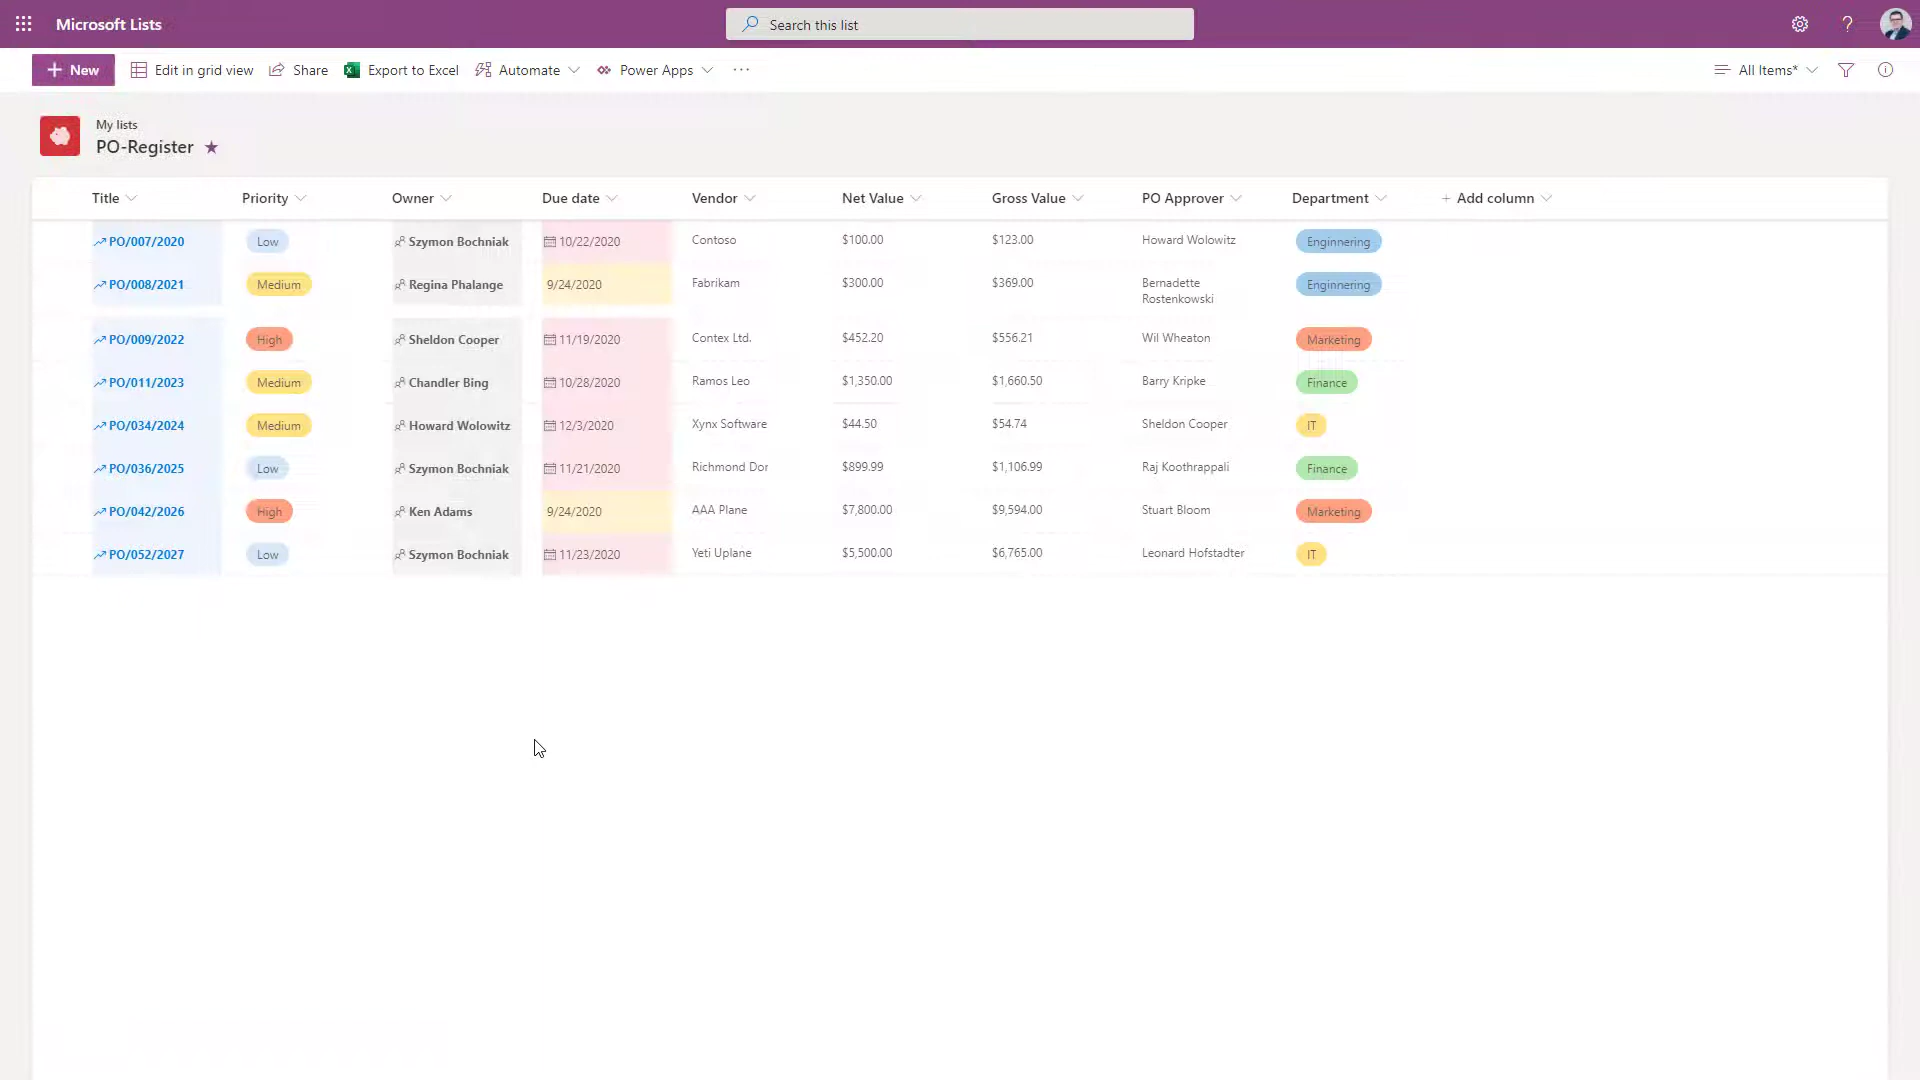 Microsoft Lists
Search this list
?
+ New
Edit in grid view
Share
Export to Excel
Automate
Power Apps
...
All Items*
My lists
PO-Register
Title Priority Owner Due date Vendor Net Value Gross Value PO Approver Department + Add column
PO/007/2020 Low Szymon Bochniak 10/22/2020 Contoso $100.00 $123.00 Howard Wolowitz Enginnering
PO/008/2021 Medium Regina Phalange 9/24/2020 Fabrikam $300.00 $369.00 Bernadette Enginnering
Rostenkowski
PO/009/2022 High Sheldon Cooper 11/19/2020 Contex Ltd. $452.20 $556.21 Wil Wheaton Marketing
PO/011/2023 Medium Chandler Bing 10/28/2020 Ramos Leo $1,350.00 $1,660.50 Barry Kripke Finance
PO/034/2024 Medium Howard Wolowitz 12/3/2020 Xynx Software $44.50 $54.74 Sheldon Cooper IT
PO/036/2025 Low Szymon Bochniak 11/21/2020 Richmond Dor $899.99 $1,106.99 Raj Koothrappali Finance
PO/042/2026 High Ken Adams 9/24/2020 AAA Plane $7,800.00 $9,594.00 Stuart Bloom Marketing
PO/052/2027 Low Szymon Bochniak 11/23/2020 Yeti Uplane $5,500.00 $6,765.00 Leonard Hofstadter IT